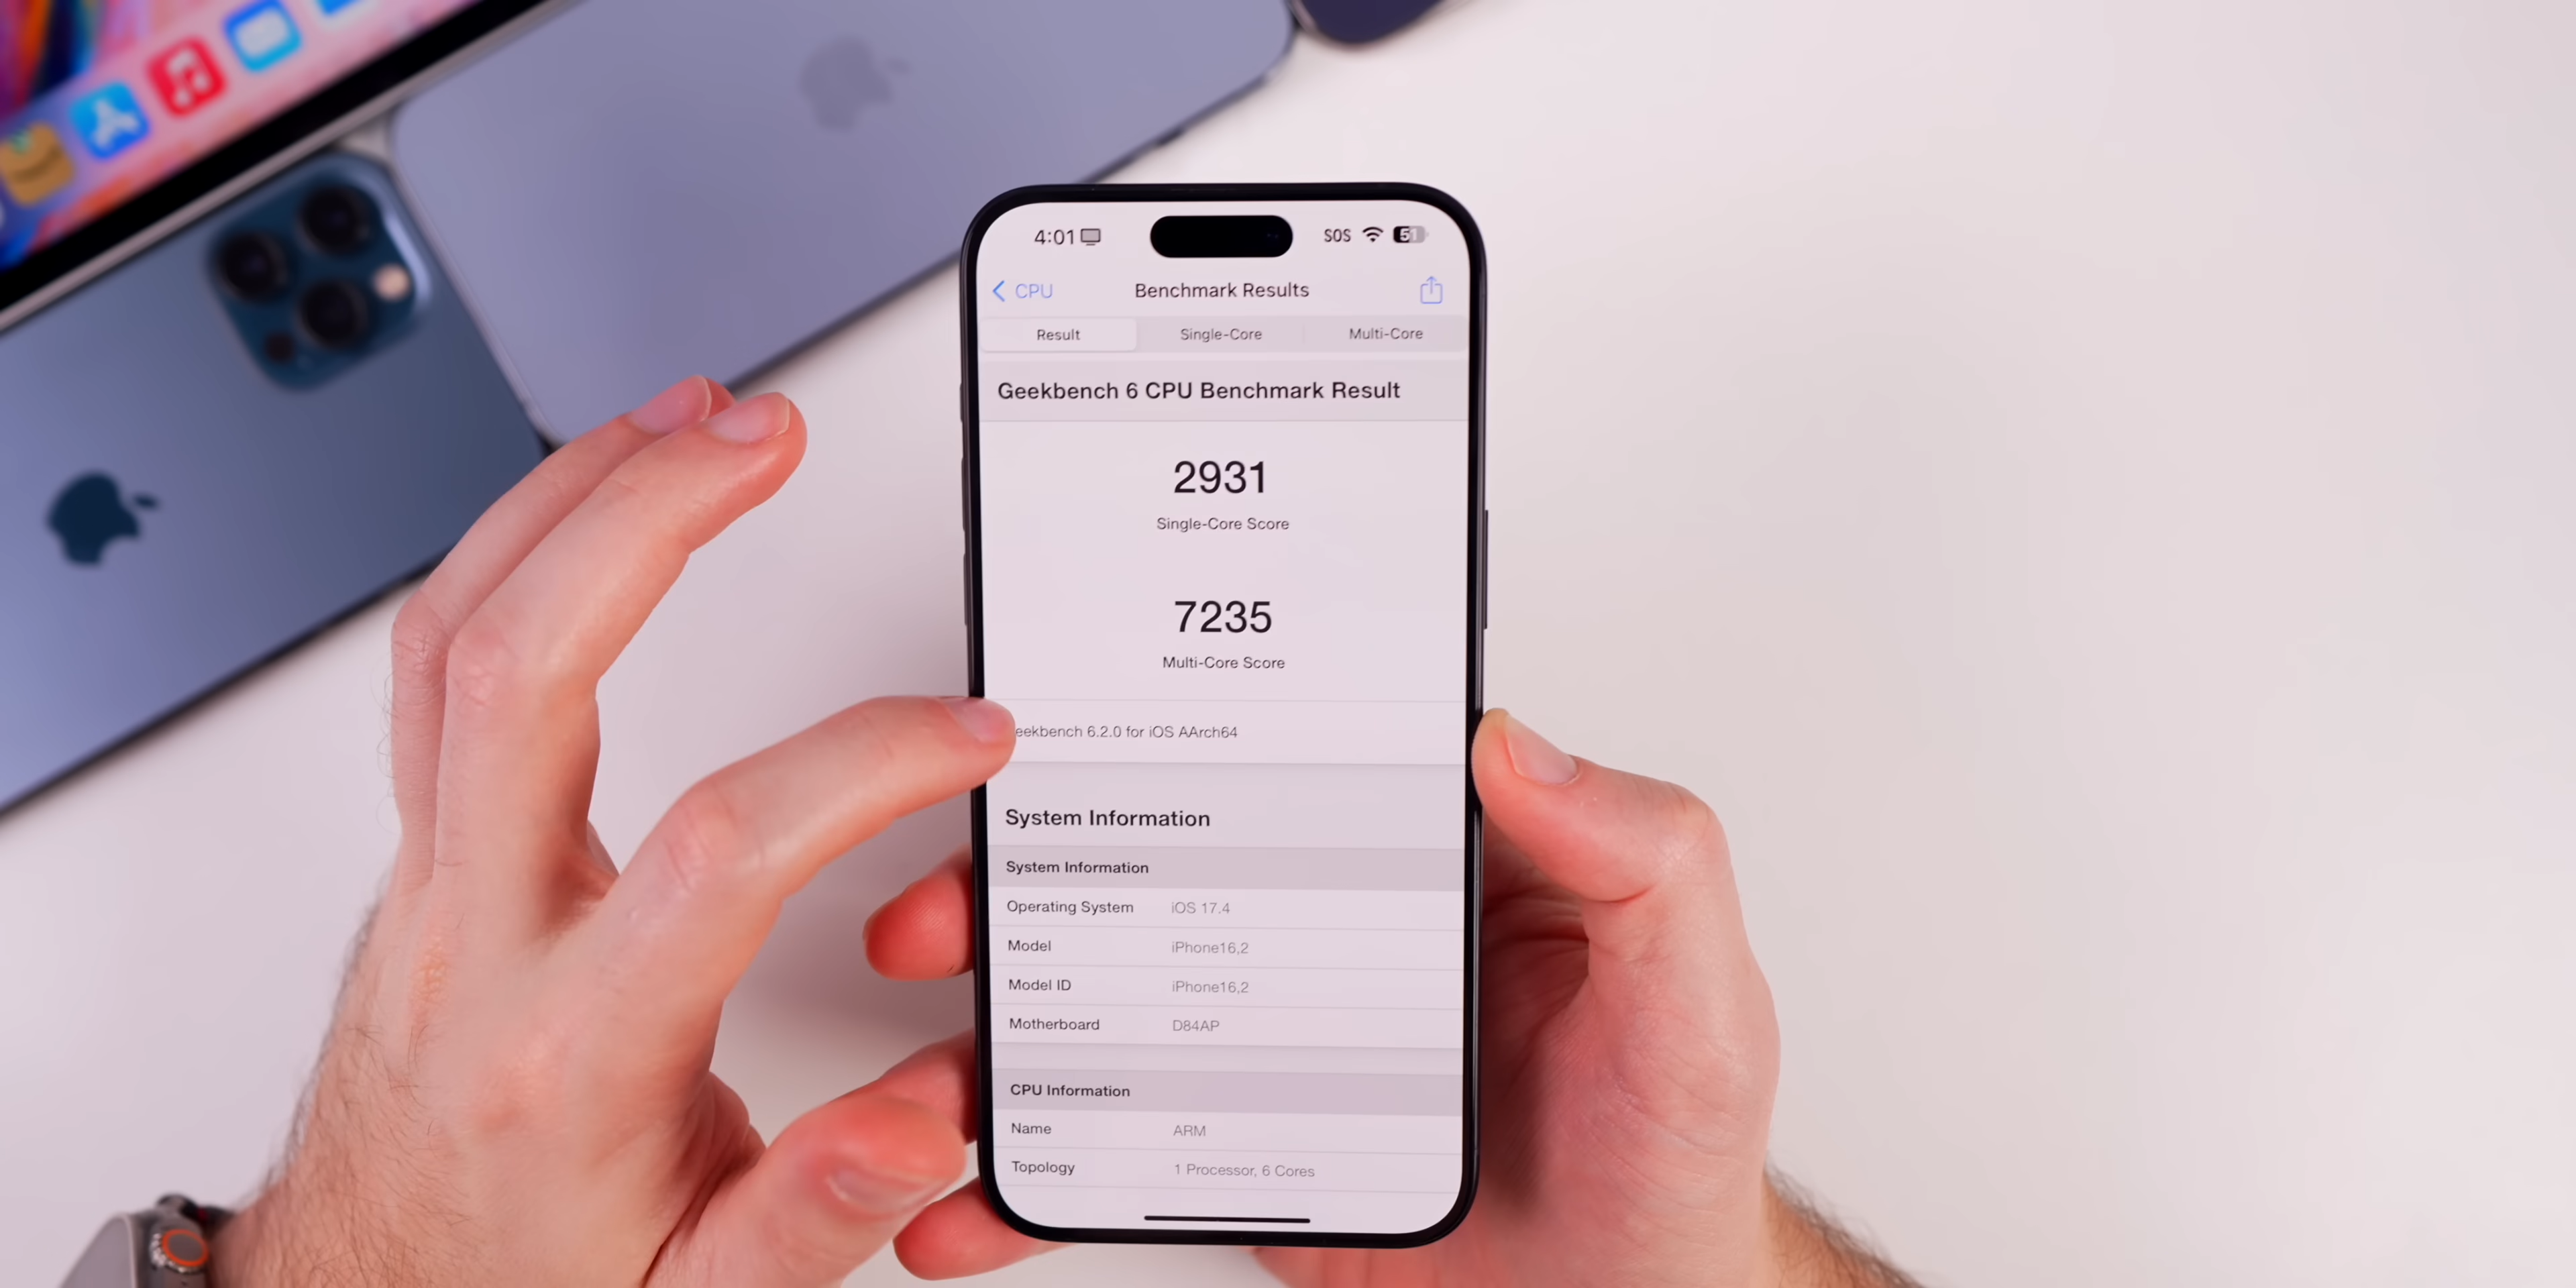 4:01 SOS 51
CPU Benchmark Results
Result Single-Core Multi-Core
Geekbench 6 CPU Benchmark Result
2931
Single-Core Score
7235
Multi-Core Score
eekbench 6.2.0 for iOS AArch64
System Information
System Information
Operating System iOS 17.4
Model iPhone16,2
Model ID iPhone16,2
Motherboard D84AP
CPU Information
Name ARM
Topology 1 Processor, 6 Cores